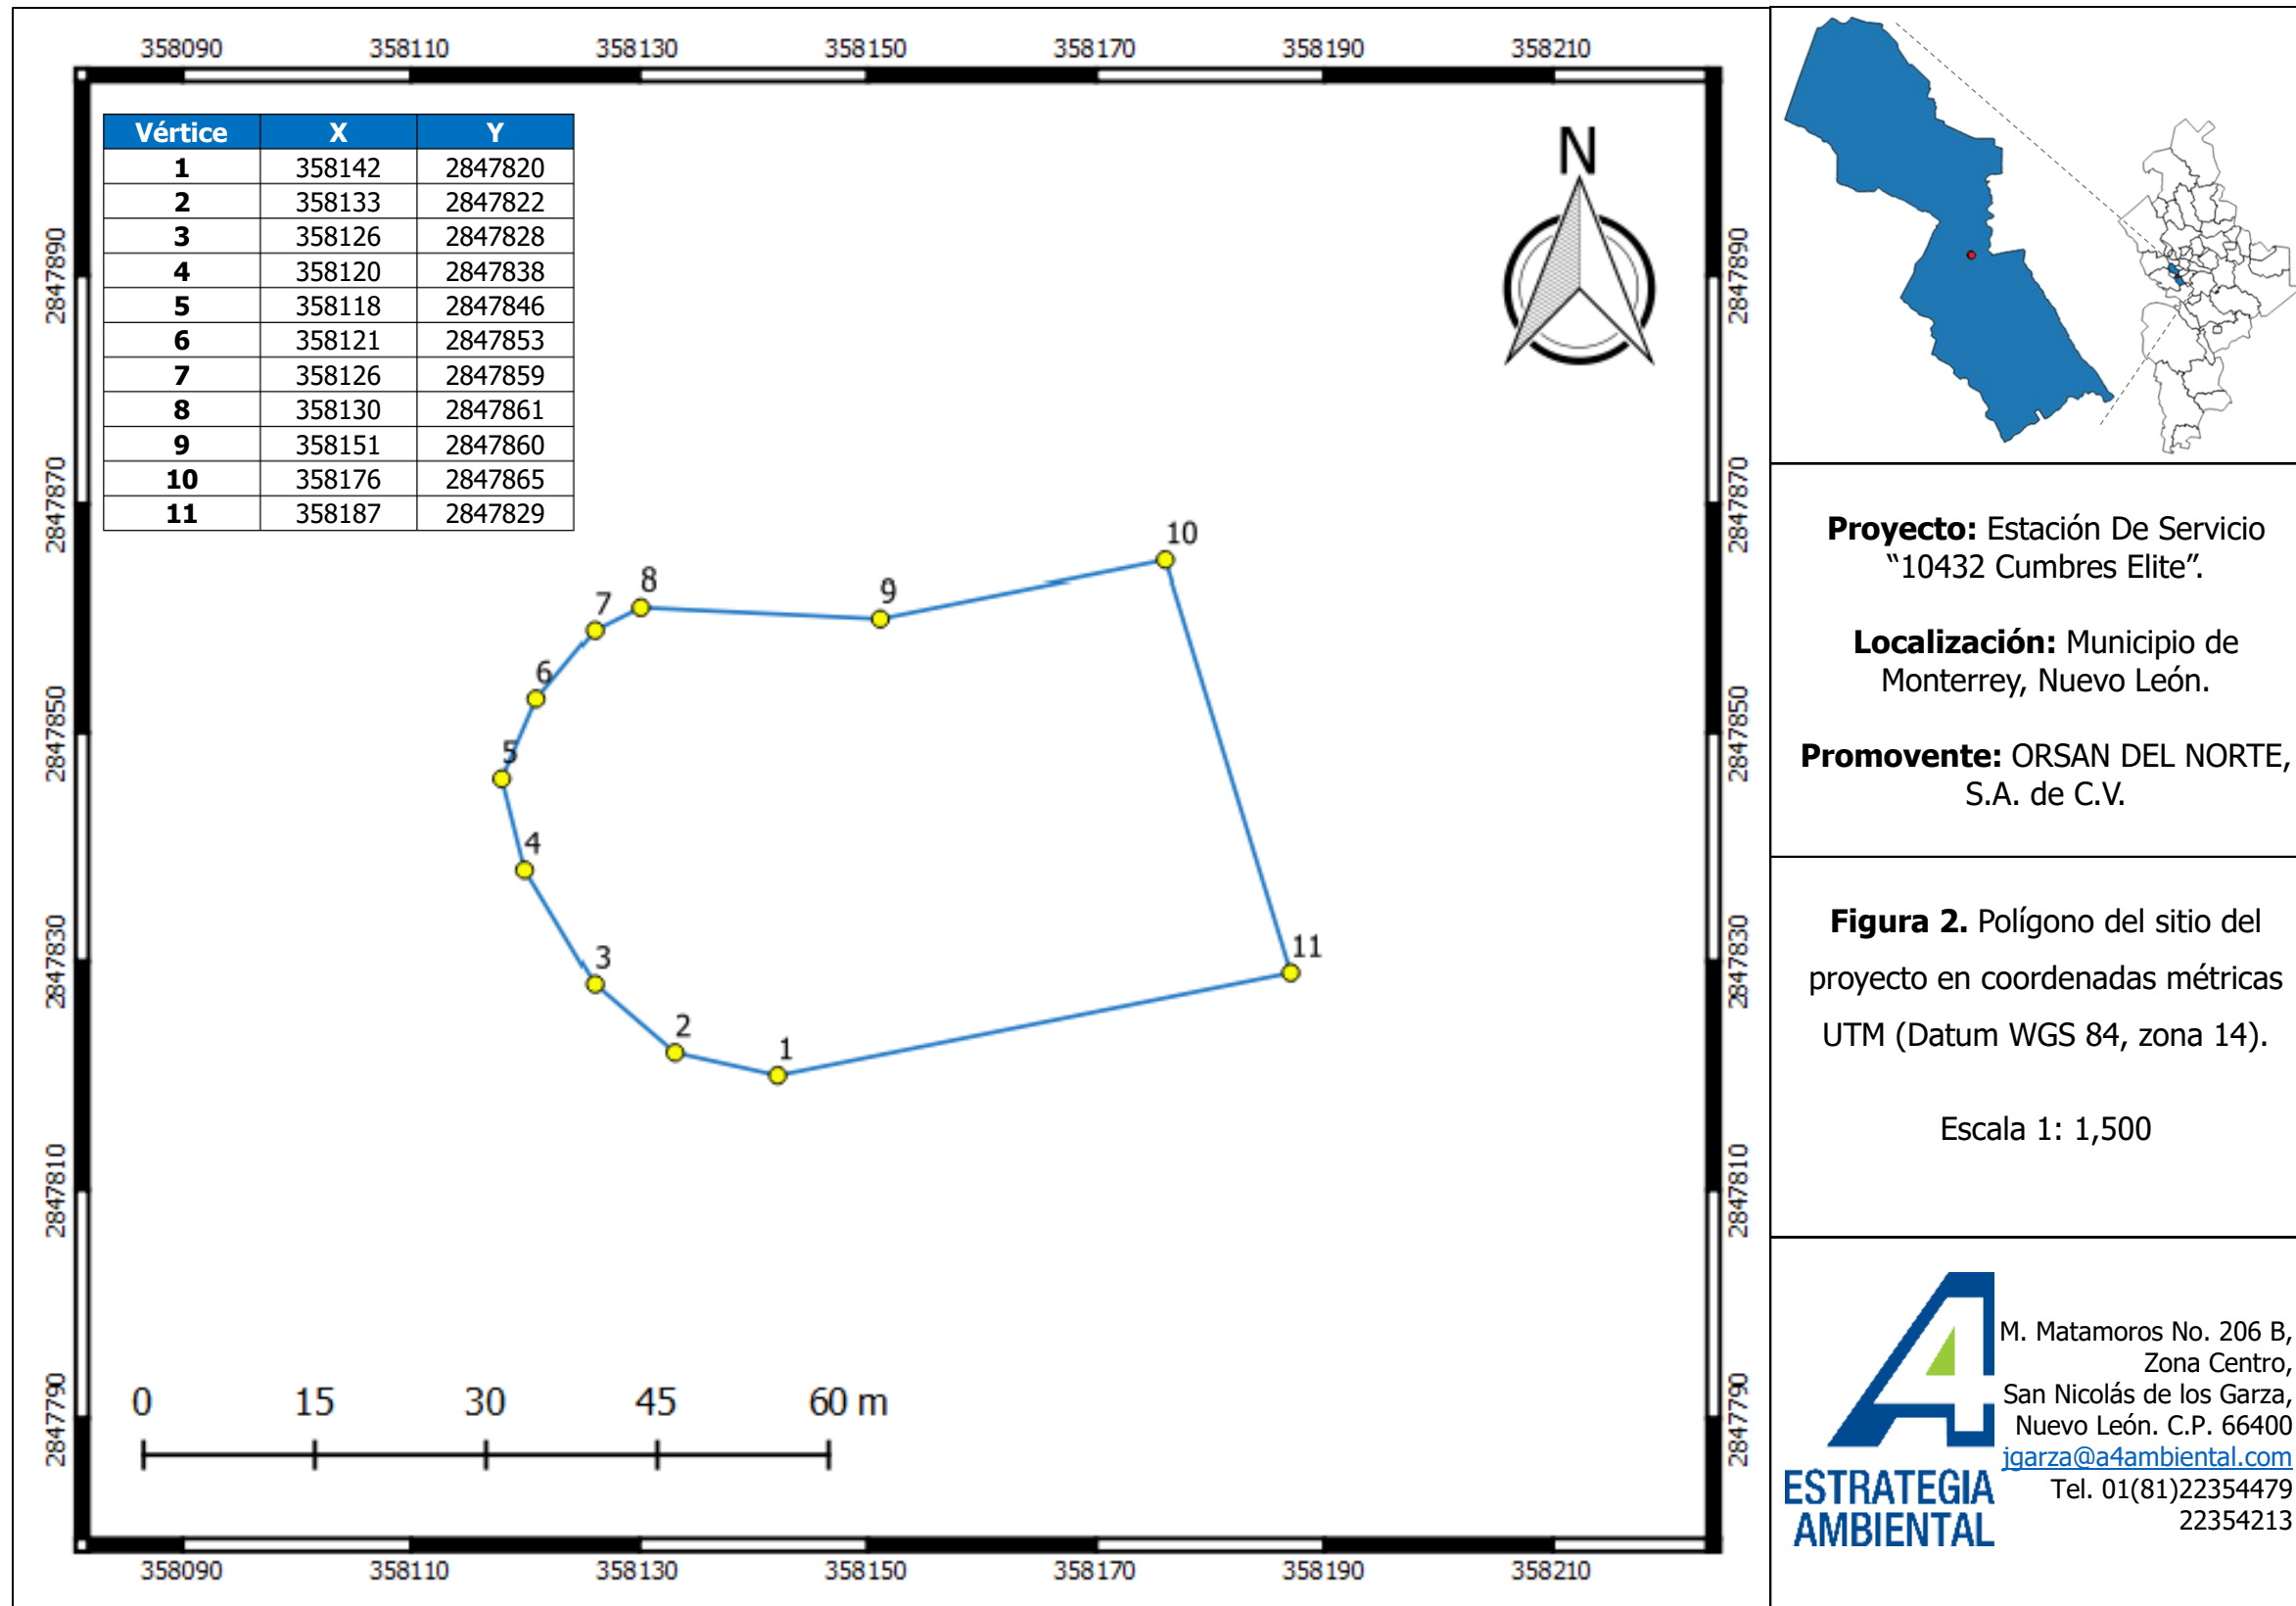 358090 358110 358130 358150 358170 358190 358210
Vértice X Y
1 358142 2847820
2 358133 2847822
3 358126 2847828
4 358120 2847838
5 358118 2847846
6 358121 2847853
7 358126 2847859
8 358130 2847861
9 358151 2847860
10 358176 2847865
11 358187 2847829
N
2847890 2847890
2847870 2847870
2847850 2847850
2847830 2847830
2847810 2847810
2847790 2847790
10
8
7
9
6
5
4
3
11
2
1
0 15 30 45 60 m
358090 358110 358130 358150 358170 358190 358210
Proyecto: Estación De Servicio
“10432 Cumbres Elite”.
Localización: Municipio de
Monterrey, Nuevo León.
Promovente: ORSAN DEL NORTE,
S.A. de C.V.
Figura 2. Polígono del sitio del
proyecto en coordenadas métricas
UTM (Datum WGS 84, zona 14).
Escala 1: 1,500
ESTRATEGIA
AMBIENTAL
M. Matamoros No. 206 B,
Zona Centro,
San Nicolás de los Garza,
Nuevo León. C.P. 66400
jgarza@a4ambiental.com
Tel. 01(81)22354479
22354213